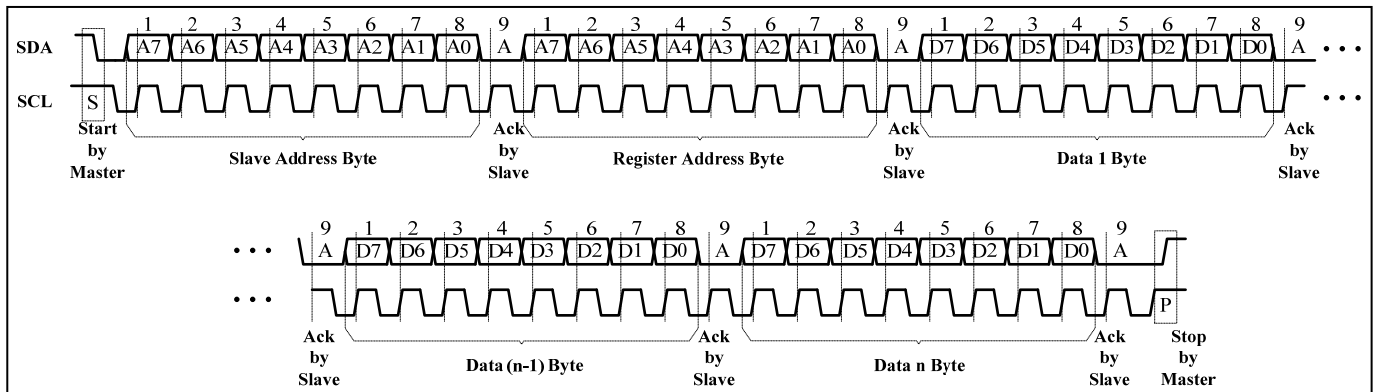 1 2 3 4 5 6 7 8 9 1 2 3 4 5 6 7 8 9 1 2 3 4 5 6 7 8 9
SDA A7 A6 A5 A4 A3 A2 A1 A0 A A7 A6 A5 A4 A3 A2 A1 A0 A D7 D6 D5 D4 D3 D2 D1 D0 A • • •
SCL S • • •
Start by Master
Slave Address Byte
Ack by Slave
Register Address Byte
Ack by Slave
Data 1 Byte
Ack by Slave
9 1 2 3 4 5 6 7 8 9 1 2 3 4 5 6 7 8 9
• • • A D7 D6 D5 D4 D3 D2 D1 D0 A D7 D6 D5 D4 D3 D2 D1 D0 A
• • • P
Ack by Slave
Data (n-1) Byte
Ack by Slave
Data n Byte
Ack by Slave
Stop by Master